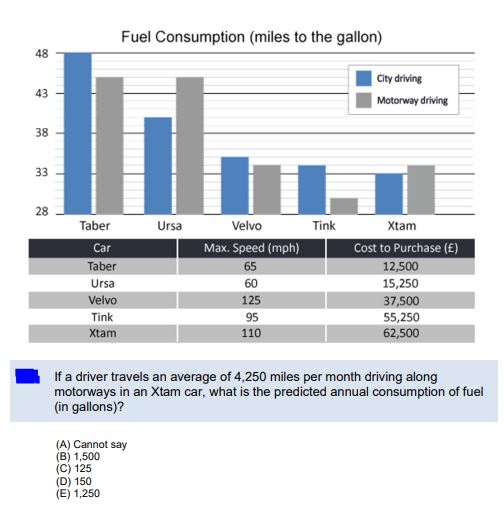 Fuel Consumption (miles to the gallon)
48
43
38
33
28
City driving
Motorway driving
Taber Ursa Velvo Tink Xtam
Car Max. Speed (mph) Cost to Purchase (£)
Taber 65 12,500
Ursa 60 15,250
Velvo 125 37,500
Tink 95 55,250
Xtam 110 62,500
If a driver travels an average of 4,250 miles per month driving along
motorways in an Xtam car, what is the predicted annual consumption of fuel
(in gallons)?
(A) Cannot say
(B) 1,500
(C) 125
(D) 150
(E) 1,250